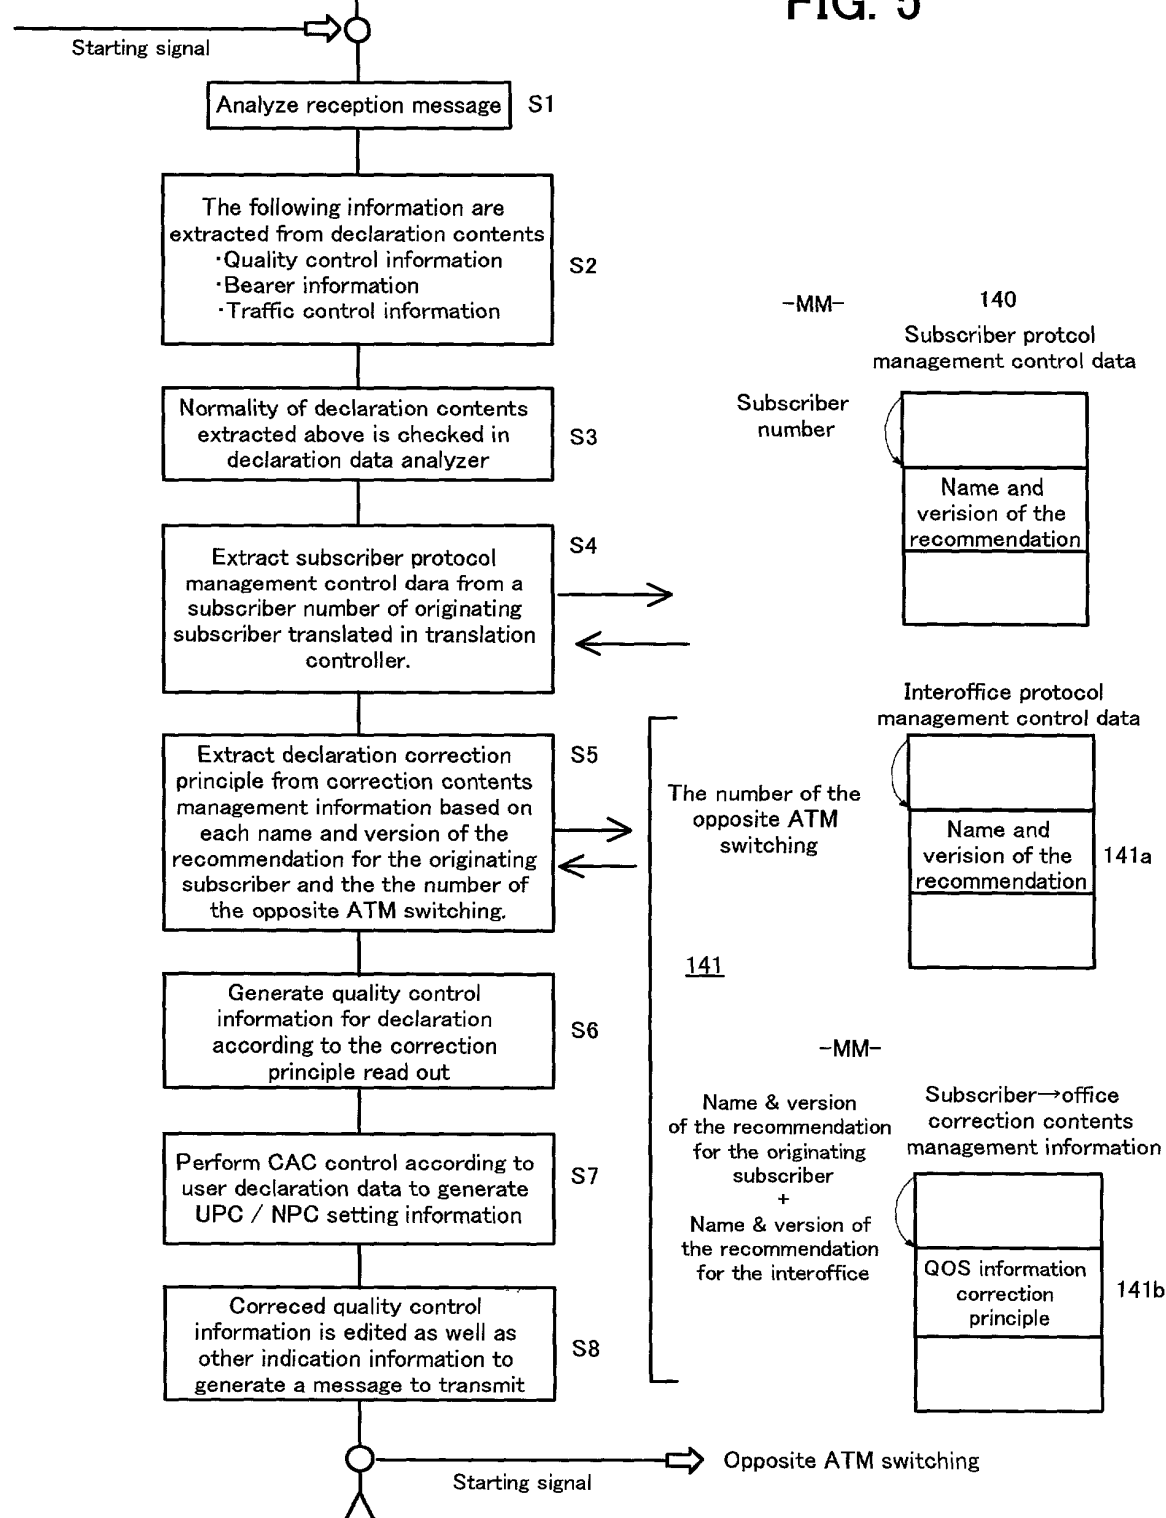 FIG. 5
Starting signal
Analyze reception message
S1
The following information are
extracted from declaration contents
·Quality control information
·Bearer information
·Traffic control information
S2
Normality of declaration contents
extracted above is checked in
declaration data analyzer
S3
Extract subscriber protocol
management control dara from a
subscriber number of originating
subscriber translated in translation
controller.
S4
Extract declaration correction
principle from correction contents
management information based on
each name and version of the
recommendation for the originating
subscriber and the the number of
the opposite ATM switching.
S5
Generate quality control
information for declaration
according to the correction
principle read out
S6
Perform CAC control according to
user declaration data to generate
UPC / NPC setting information
S7
Correced quality control
information is edited as well as
other indication information to
generate a message to transmit
S8
Starting signal
Opposite ATM switching
-MM-
140
Subscriber protcol
management control data
Subscriber
number
Name and
verision of the
recommendation
Interoffice protocol
management control data
The number of the
opposite ATM
switching
Name and
verision of the
recommendation
141a
141
-MM-
Subscriber→office
correction contents
management information
Name & version
of the recommendation
for the originating
subscriber
+
Name & version of
the recommendation
for the interoffice
QOS information
correction
principle
141b